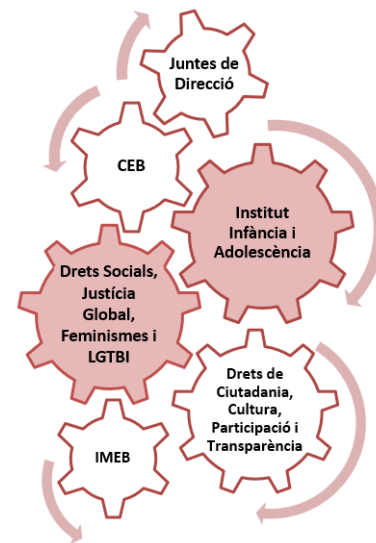 Juntes de
Direcció
CEB
Institut
Infància i
Adolescència
Drets Socials,
Justícia
Global,
Feminismes i
LGTBI
Drets de
Ciutadania,
Cultura,
Participació i
Transparència
IMEB